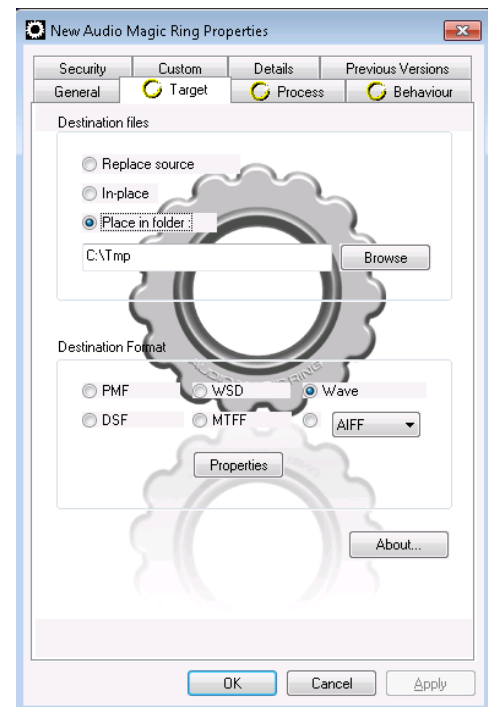 New Audio Magic Ring Properties
Security Custom Details Previous Versions
General Target Process Behaviour
Destination files
Replace source
In-place
Place in folder :
C:\Tmp Browse
Destination Format
PMF WSD Wave
DSF MTFF AIFF
Properties
About...
OK Cancel Apply